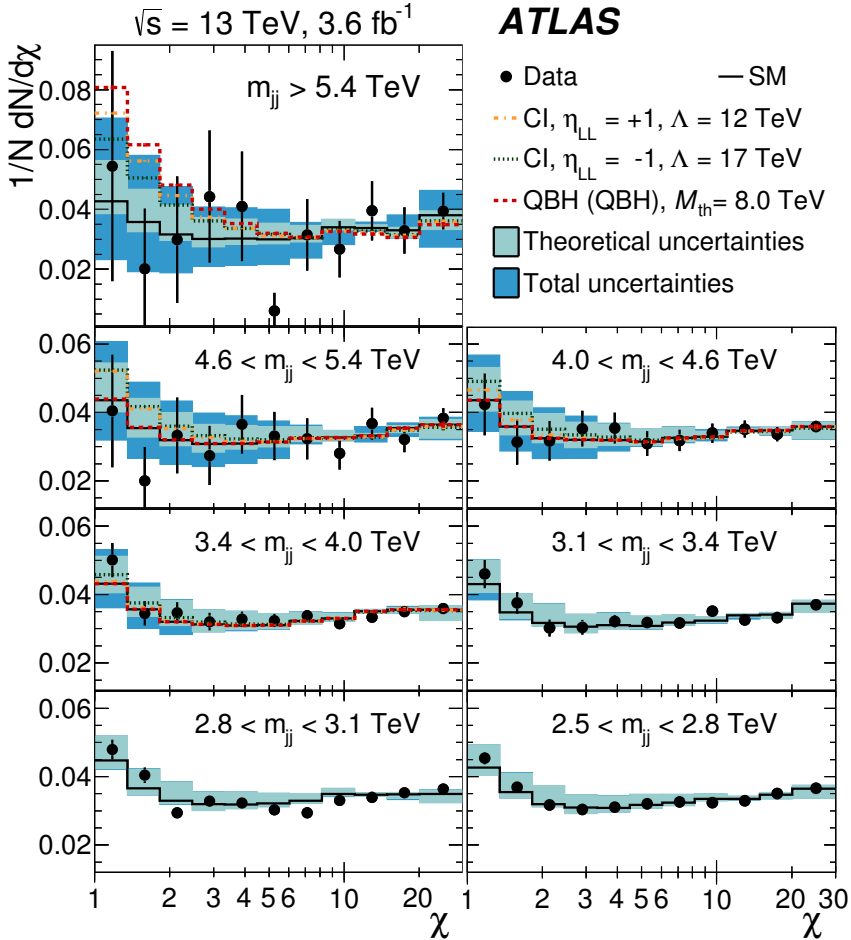 √s = 13 TeV, 3.6 fb⁻¹
ATLAS
1/N dN/dχ
m_jj > 5.4 TeV
Data
SM
CI, η_LL = +1, Λ = 12 TeV
CI, η_LL = -1, Λ = 17 TeV
QBH (QBH), M_th= 8.0 TeV
Theoretical uncertainties
Total uncertainties
0.08
0.06
0.04
0.02
4.6 < m_jj < 5.4 TeV
4.0 < m_jj < 4.6 TeV
0.06
0.04
0.02
3.4 < m_jj < 4.0 TeV
3.1 < m_jj < 3.4 TeV
0.06
0.04
0.02
2.8 < m_jj < 3.1 TeV
2.5 < m_jj < 2.8 TeV
0.06
0.04
0.02
1 2 3 4 5 6 10 20
1 2 3 4 5 6 10 20 30
χ
χ